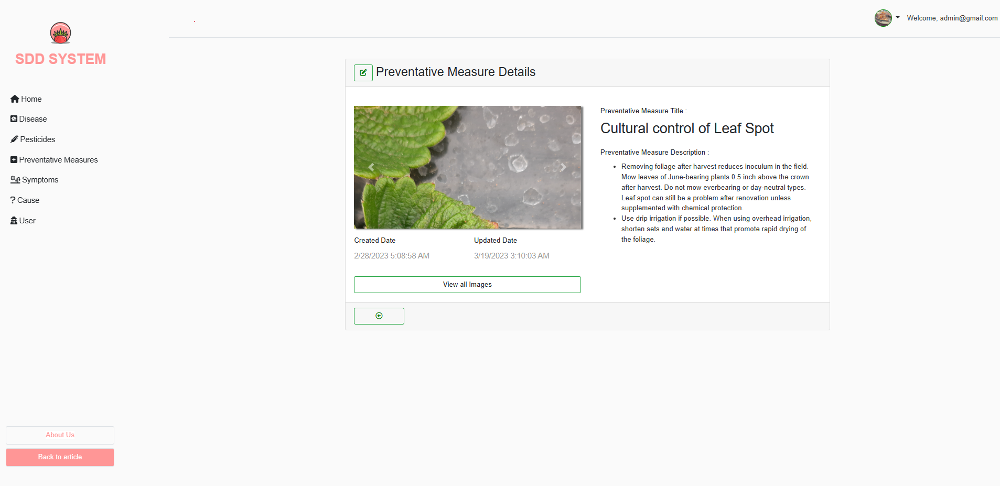 SDD SYSTEM
Home
Disease
Pesticides
Preventative Measures
Symptoms
Cause
User
About Us
Back to article
Welcome, admin@gmail.com
Preventative Measure Details
Created Date
Updated Date
2/28/2023 5:08:58 AM
3/19/2023 3:10:03 AM
View all Images
Preventative Measure Title :
Cultural control of Leaf Spot
Preventative Measure Description :
• Removing foliage after harvest reduces inoculum in the field.
Mow leaves of June-bearing plants 0.5 inch above the crown
after harvest. Do not mow everbearing or day-neutral types.
Leaf spot can still be a problem after renovation unless
supplemented with chemical protection.
• Use drip irrigation if possible. When using overhead irrigation,
shorten sets and water at times that promote rapid drying of
the foliage.